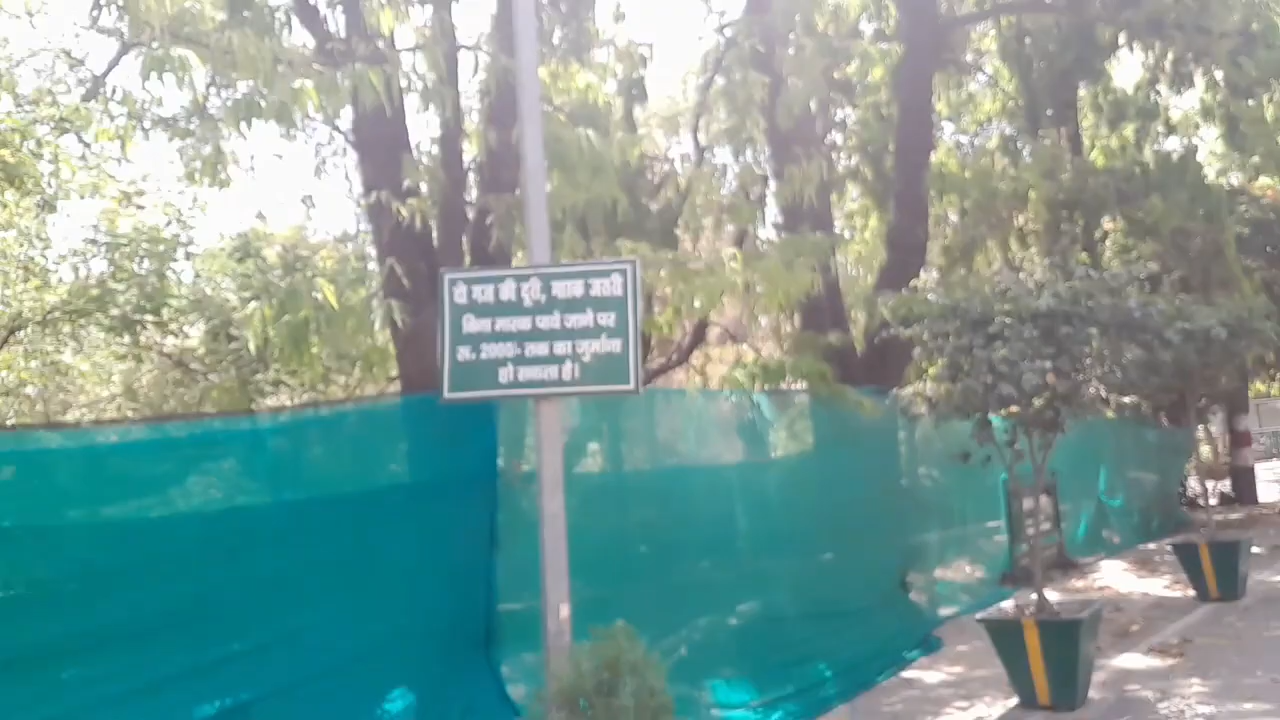 दो गज की दूरी, मास्क जरुरी
बिना मास्क पाये जाने पर
रू. 2000/- तक का जुर्माना
हो सकता है।